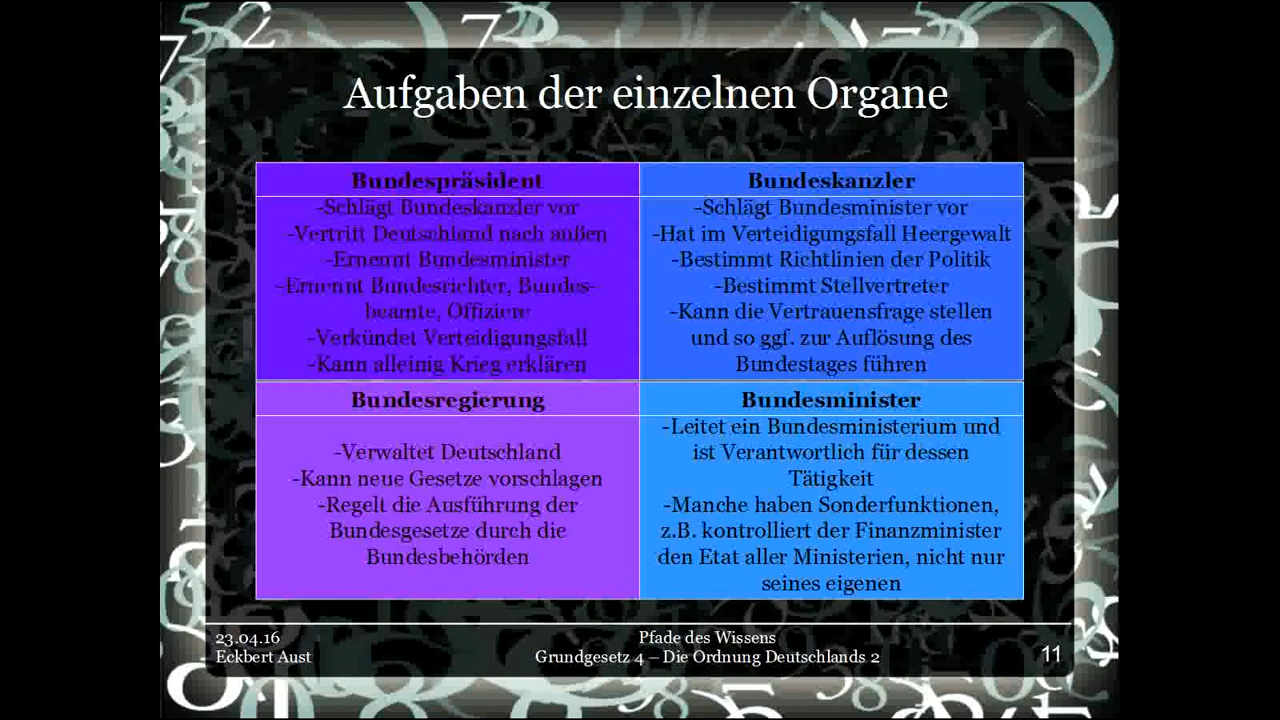 Aufgaben der einzelnen Organe
Bundespräsident
-Schlägt Bundeskanzler vor
-Vertritt Deutschland nach außen
-Ernennt Bundesminister
-Ernennt Bundesrichter, Bundes-
beamte, Offiziere
-Verkündet Verteidigungsfall
-Kann alleinig Krieg erklären
Bundeskanzler
-Schlägt Bundesminister vor
-Hat im Verteidigungsfall Heergewalt
-Bestimmt Richtlinien der Politik
-Bestimmt Stellvertreter
-Kann die Vertrauensfrage stellen
und so ggf. zur Auflösung des
Bundestages führen
Bundesregierung
-Verwaltet Deutschland
-Kann neue Gesetze vorschlagen
-Regelt die Ausführung der
Bundesgesetze durch die
Bundesbehörden
Bundesminister
-Leitet ein Bundesministerium und
ist Verantwortlich für dessen
Tätigkeit
-Manche haben Sonderfunktionen,
z.B. kontrolliert der Finanzminister
den Etat aller Ministerien, nicht nur
seines eigenen
23.04.16
Eckbert Aust
Pfade des Wissens
Grundgesetz 4 – Die Ordnung Deutschlands 2
11